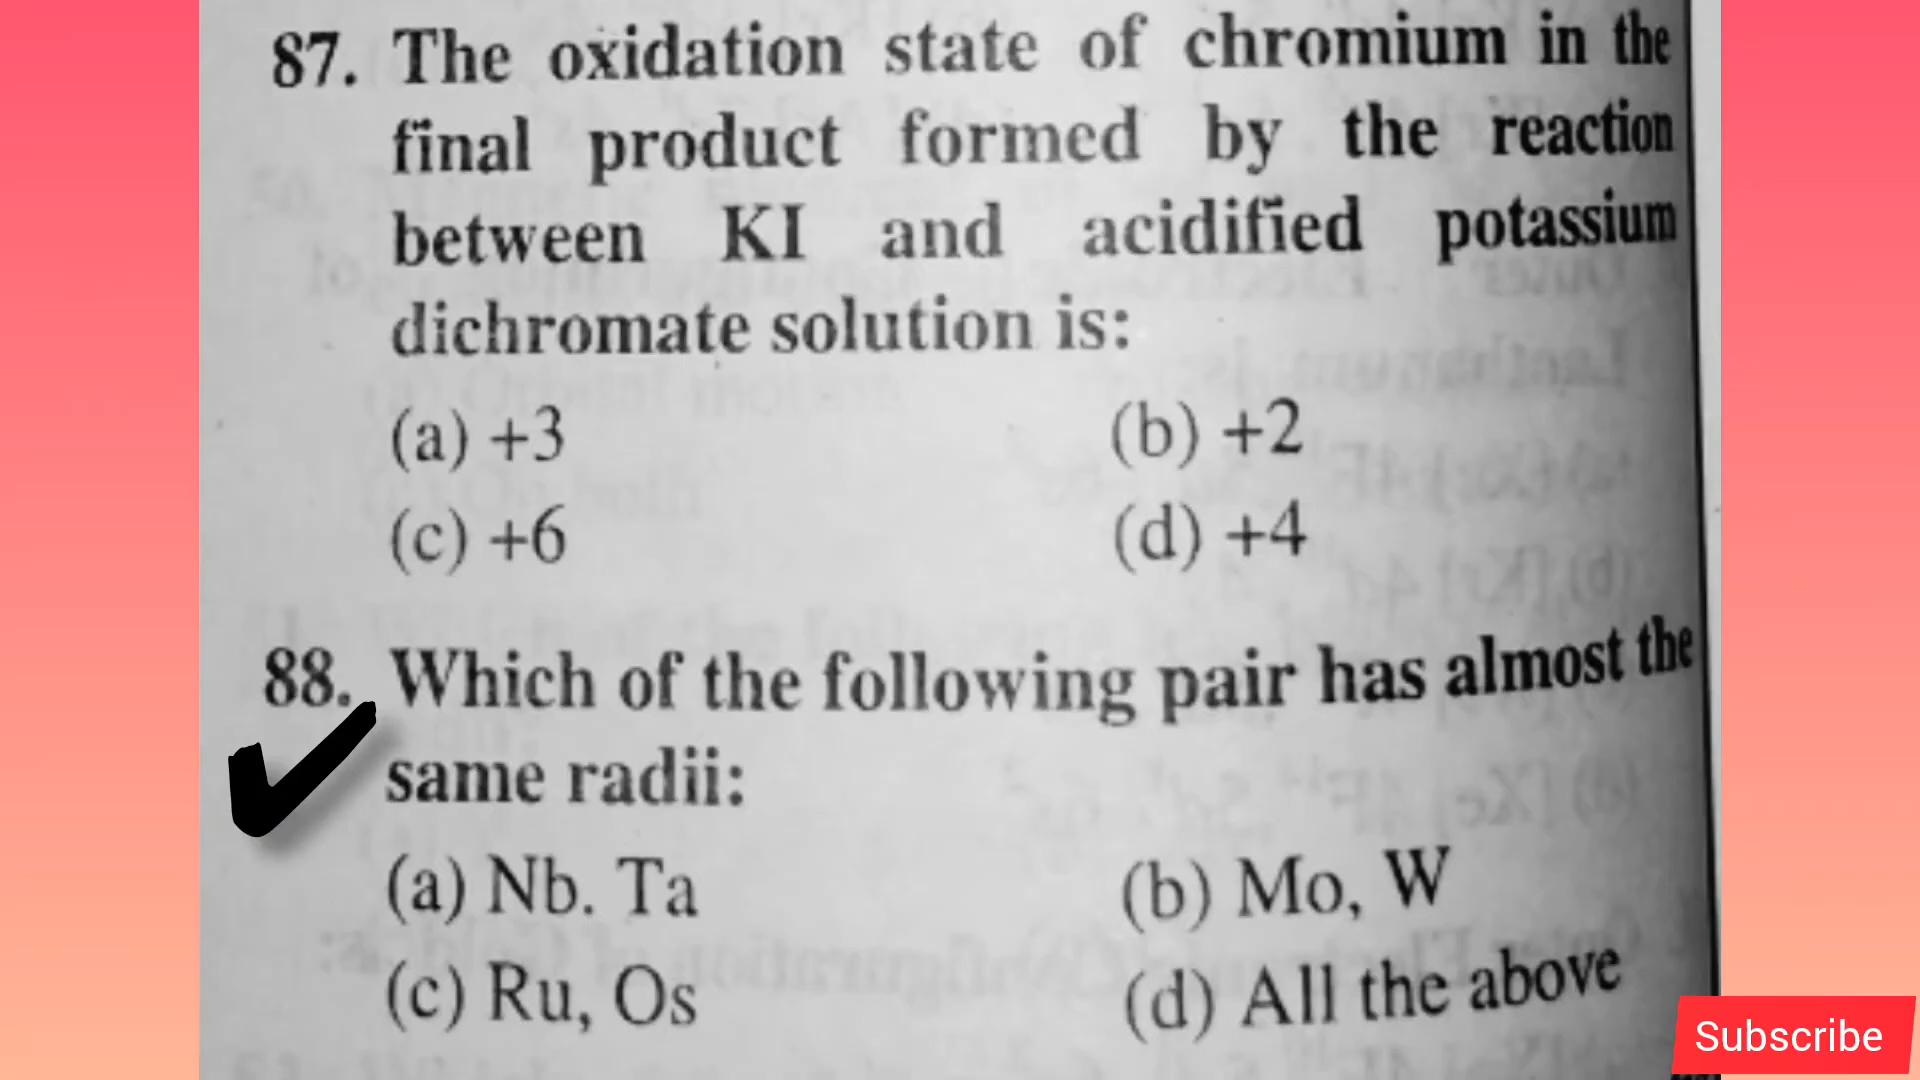 87. The oxidation state of chromium in the
final product formed by the reaction
between KI and acidified potassium
dichromate solution is:
(a) +3 (b) +2
(c) +6 (d) +4
88. Which of the following pair has almost the
same radii:
(a) Nb. Ta (b) Mo, W
(c) Ru, Os (d) All the above
Subscribe